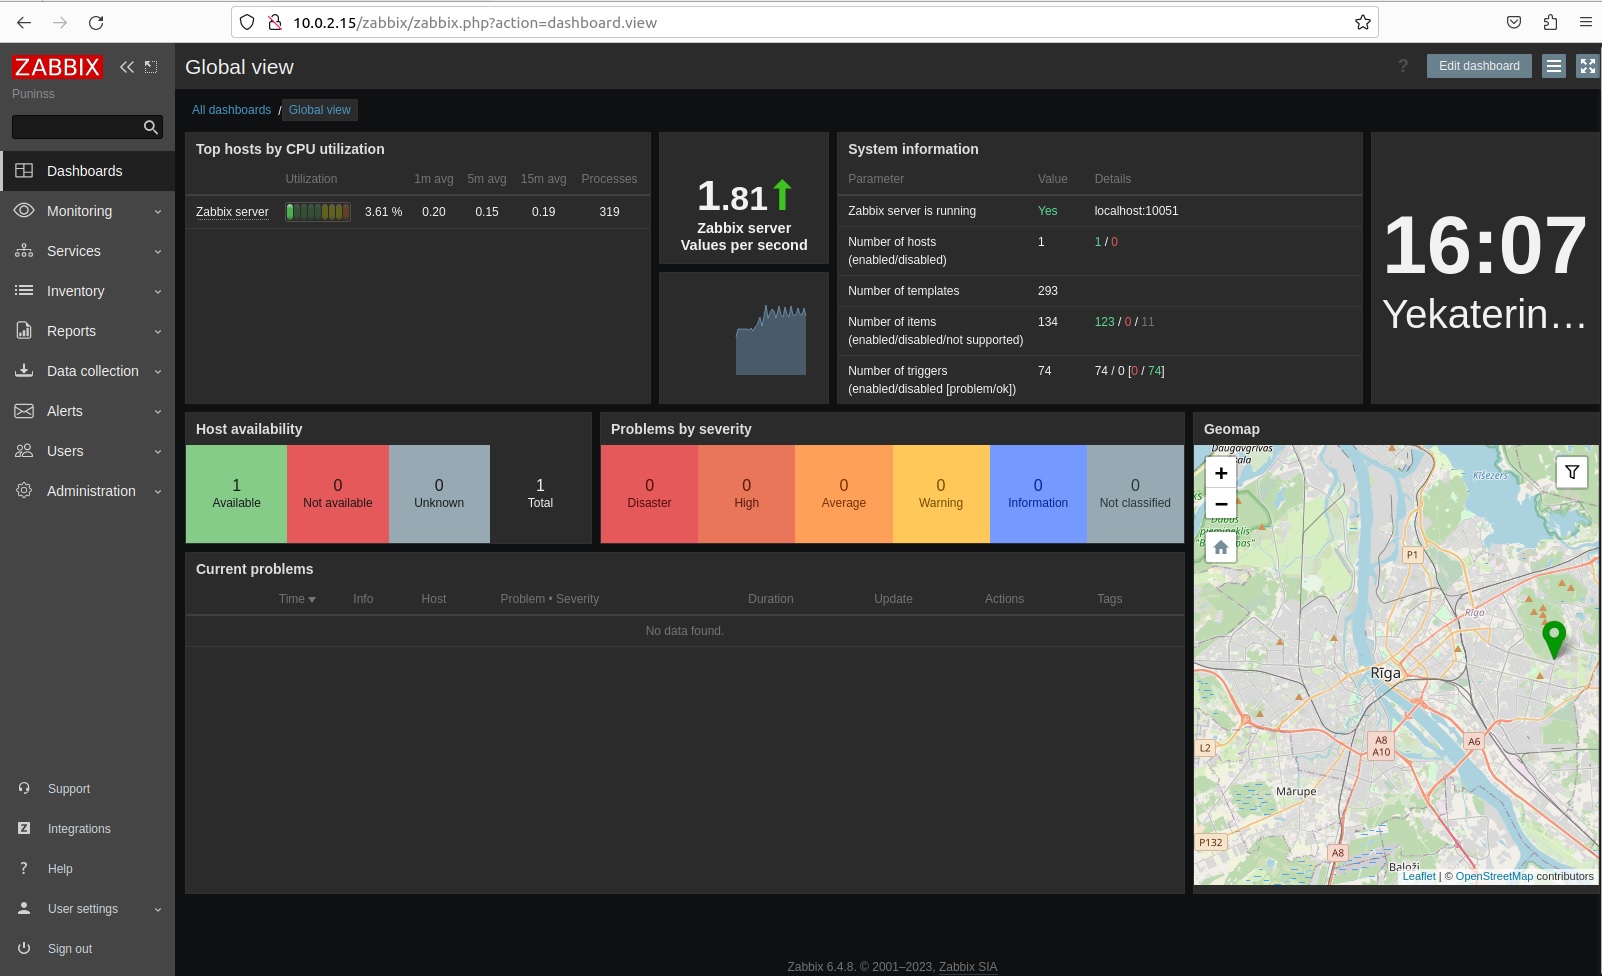 10.0.2.15/zabbix/zabbix.php?action=dashboard.view
ZABBIX
Puninss
Dashboards
Monitoring
Services
Inventory
Reports
Data collection
Alerts
Users
Administration
Support
Integrations
Help
User settings
Sign out
Global view
? Edit dashboard
All dashboards / Global view
Top hosts by CPU utilization
Utilization 1m avg 5m avg 15m avg Processes
Zabbix server 3.61 % 0.20 0.15 0.19 319
1.81
Zabbix server
Values per second
System information
Parameter Value Details
Zabbix server is running Yes localhost:10051
Number of hosts 1 1 / 0
(enabled/disabled)
Number of templates 293
Number of items 134 123 / 0 / 11
(enabled/disabled/not supported)
Number of triggers 74 74 / 0 [0 / 74]
(enabled/disabled [problem/ok])
16:07
Yekaterin…
Host availability
1 0 0 1
Available Not available Unknown Total
Problems by severity
0 0 0 0 0 0
Disaster High Average Warning Information Not classified
Current problems
Time Info Host Problem • Severity Duration Update Actions Tags
No data found.
Geomap
Daugavgrīvas
sala
+
−
Ķīšezers
Dabas
P1
Rīga
Rīga
L2
A8
A10
A6
Mārupe
P132
A8
Baloži
Leaflet | © OpenStreetMap contributors
Zabbix 6.4.8. © 2001–2023, Zabbix SIA